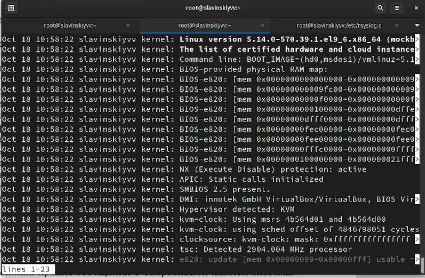 root@slavinskiyvv:~
root@slavinskiyvv:~
root@slavinskiyvv:~
root@slavinskiyvv:/etc/rsyslog.c
Oct 18 10:58:22 slavinskiyvv kernel: Linux version 5.14.0-570.39.1.el9_6.x86_64 (mockb>
Oct 18 10:58:22 slavinskiyvv kernel: The list of certified hardware and cloud instance>
Oct 18 10:58:22 slavinskiyvv kernel: Command line: BOOT_IMAGE=(hd0,msdos1)/vmlinuz-5.1>
Oct 18 10:58:22 slavinskiyvv kernel: BIOS-provided physical RAM map:
Oct 18 10:58:22 slavinskiyvv kernel: BIOS-e820: [mem 0x0000000000000000-0x000000000009>
Oct 18 10:58:22 slavinskiyvv kernel: BIOS-e820: [mem 0x000000000009fc00-0x000000000009>
Oct 18 10:58:22 slavinskiyvv kernel: BIOS-e820: [mem 0x00000000000f0000-0x00000000000f>
Oct 18 10:58:22 slavinskiyvv kernel: BIOS-e820: [mem 0x0000000000100000-0x00000000dffe>
Oct 18 10:58:22 slavinskiyvv kernel: BIOS-e820: [mem 0x00000000dfff0000-0x00000000dfff>
Oct 18 10:58:22 slavinskiyvv kernel: BIOS-e820: [mem 0x00000000fec00000-0x00000000fec0>
Oct 18 10:58:22 slavinskiyvv kernel: BIOS-e820: [mem 0x00000000fee00000-0x00000000fee0>
Oct 18 10:58:22 slavinskiyvv kernel: BIOS-e820: [mem 0x00000000fffc0000-0x00000000ffff>
Oct 18 10:58:22 slavinskiyvv kernel: BIOS-e820: [mem 0x0000000100000000-0x000000021fff>
Oct 18 10:58:22 slavinskiyvv kernel: NX (Execute Disable) protection: active
Oct 18 10:58:22 slavinskiyvv kernel: APIC: Static calls initialized
Oct 18 10:58:22 slavinskiyvv kernel: SMBIOS 2.5 present.
Oct 18 10:58:22 slavinskiyvv kernel: DMI: innotek GmbH VirtualBox/VirtualBox, BIOS Vir>
Oct 18 10:58:22 slavinskiyvv kernel: Hypervisor detected: KVM
Oct 18 10:58:22 slavinskiyvv kernel: kvm-clock: Using msrs 4b564d01 and 4b564d00
Oct 18 10:58:22 slavinskiyvv kernel: kvm-clock: using sched offset of 4846798051 cycles
Oct 18 10:58:22 slavinskiyvv kernel: clocksource: kvm-clock: mask: 0xffffffffffffffff >
Oct 18 10:58:22 slavinskiyvv kernel: tsc: Detected 2904.004 MHz processor
Oct 18 10:58:22 slavinskiyvv kernel: e820: update [mem 0x00000000-0x00000fff] usable =>
lines 1-23